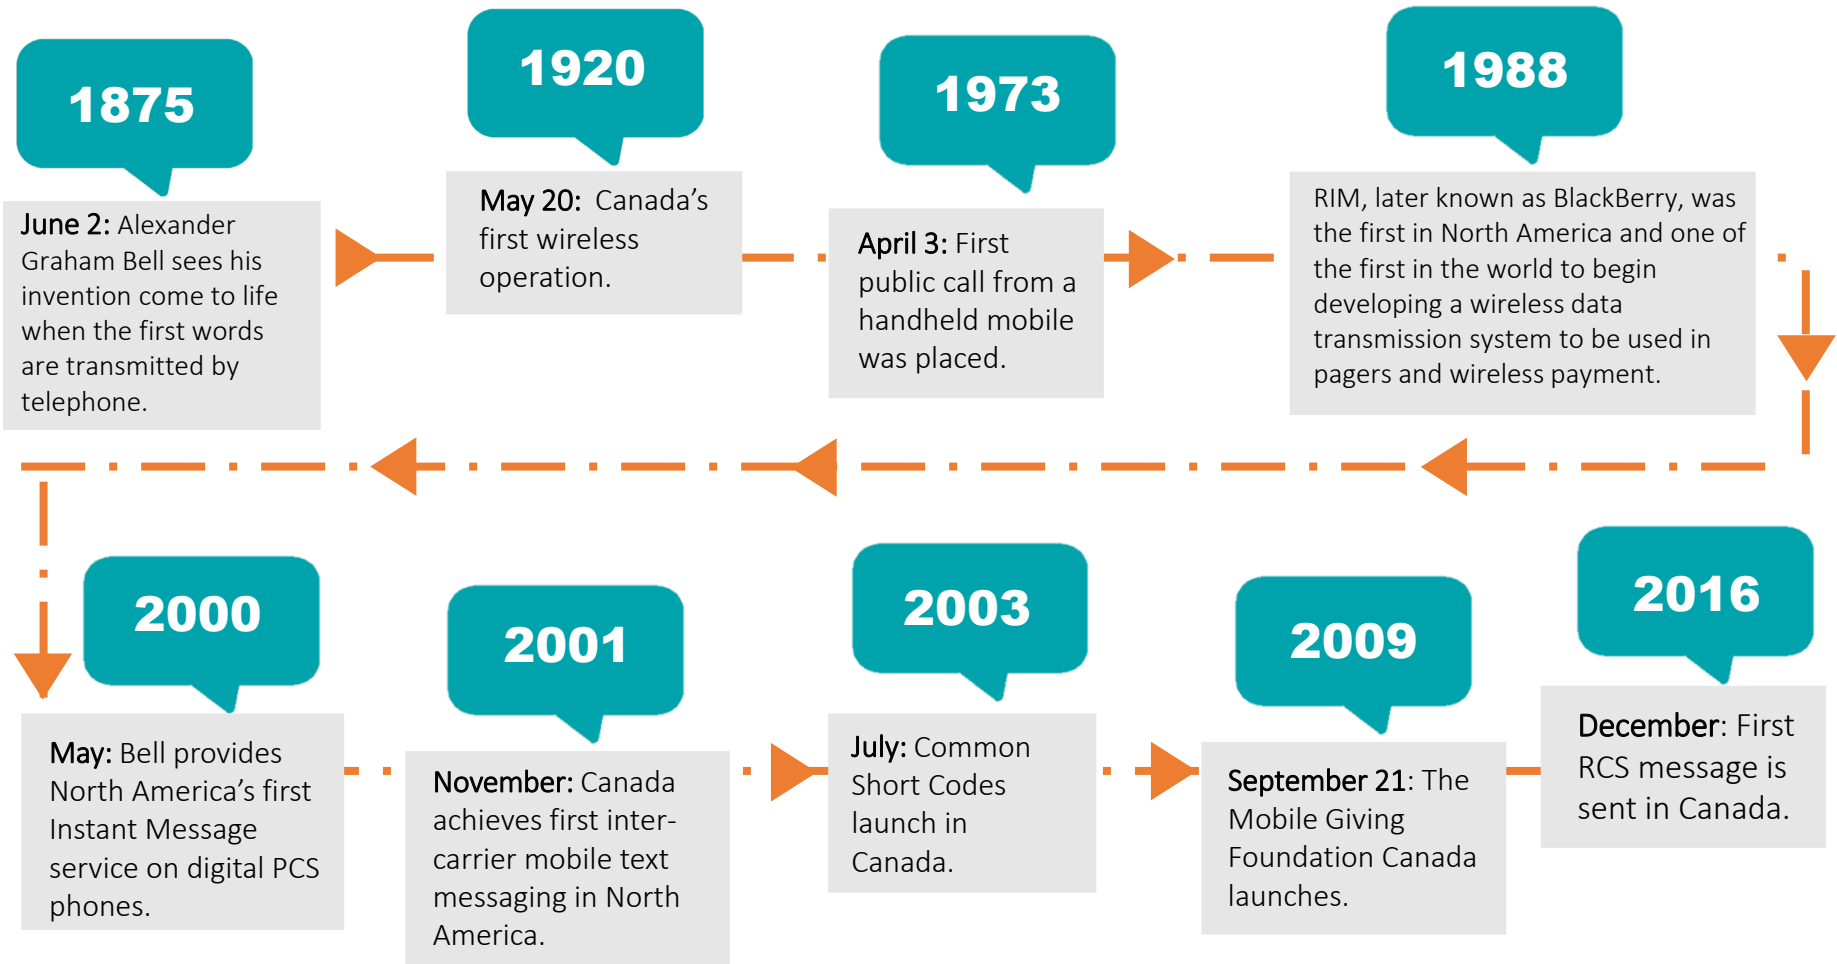 1875
June 2: Alexander
Graham Bell sees his
invention come to life
when the first words
are transmitted by
telephone.
1920
May 20:  Canada’s
first wireless
operation.
1973
April 3: First
public call from a
handheld mobile
was placed.
1988
RIM, later known as BlackBerry, was
the first in North America and one of
the first in the world to begin
developing a wireless data
transmission system to be used in
pagers and wireless payment.
2000
May: Bell provides
North America’s first
Instant Message
service on digital PCS
phones.
2001
November: Canada
achieves first inter-
carrier mobile text
messaging in North
America.
2003
July: Common
Short Codes
launch in
Canada.
2009
September 21: The
Mobile Giving
Foundation Canada
launches.
2016
December: First
RCS message is
sent in Canada.